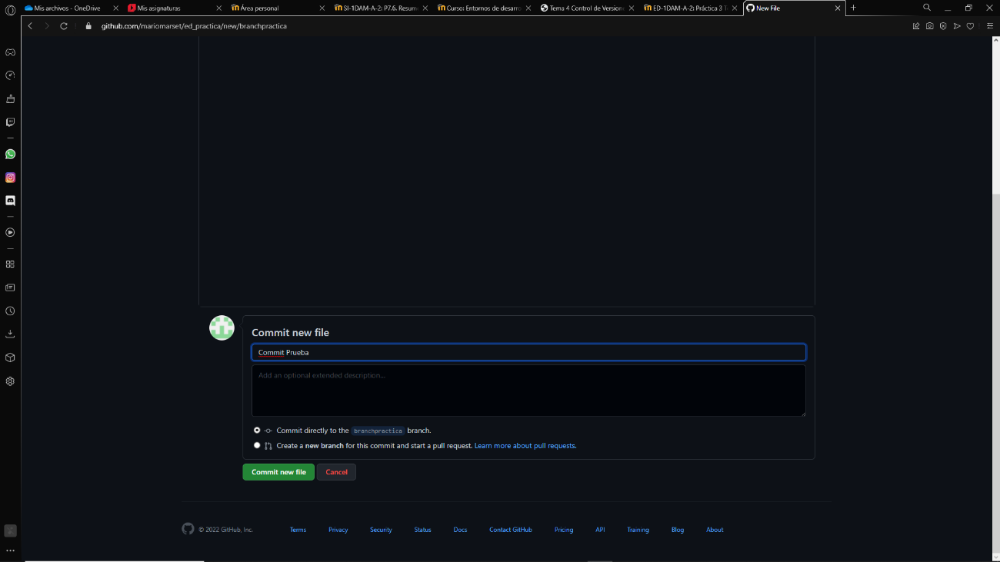 Mis archivos - OneDrive
Mis asignaturas
Área personal
SI-1DAM-A-2: P7.6. Resum
Curso: Entornos de desarro
Tema 4 Control de Version
ED-1DAM-A-2: Práctica 3 T
New File
github.com/mariomarset/ed_practica/new/branchpractica
Commit new file
Commit Prueba
Add an optional extended description...
Commit directly to the branchpractica branch.
Create a new branch for this commit and start a pull request. Learn more about pull requests.
Commit new file Cancel
© 2022 GitHub, Inc. Terms Privacy Security Status Docs Contact GitHub Pricing API Training Blog About